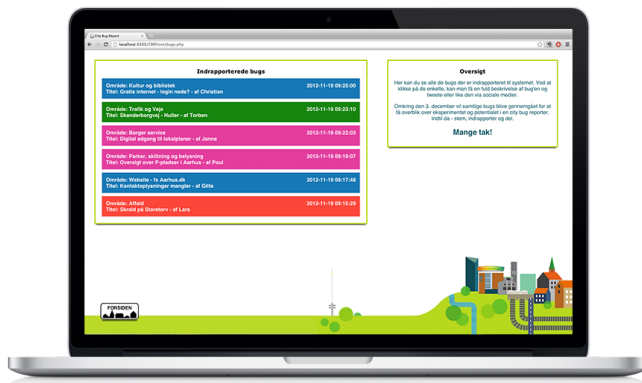 City Bug Report
localhost:8888/CBRfront/bugs.php
Indrapporterede bugs
Område: Kultur og bibliotek 2012-11-19 09:25:00
Titel: Gratis internet - login nede? - af Christian
Område: Trafik og Veje 2012-11-19 09:23:10
Titel: Skanderborgvej - Huller - af Torben
Område: Borger service 2012-11-19 09:22:03
Titel: Digital adgang til lokalplaner - af Janne
Område: Parker, skiltning og belysning 2012-11-19 09:19:07
Titel: Oversigt over P-pladser i Aarhus - af Poul
Område: Website - fx Aarhus.dk 2012-11-19 09:17:48
Titel: Kontaktoplysninger mangler - af Gitte
Område: Affald 2012-11-19 09:15:29
Titel: Skrald på Storetorv - af Lars
Oversigt
Her kan du se alle de bugs der er indrapporteret til systemet. Ved at
klikke på de enkelte, kan man få en fuld beskrivelse af bug'en og
tweete eller like den via sociale medier.
Omkring den 3. december vil samtlige bugs blive gennemgået for at
få overblik over eksperimentet og potentialet i en city bug reporter.
Indtil da - stem, indrapportér og del.
Mange tak!
FORSIDEN